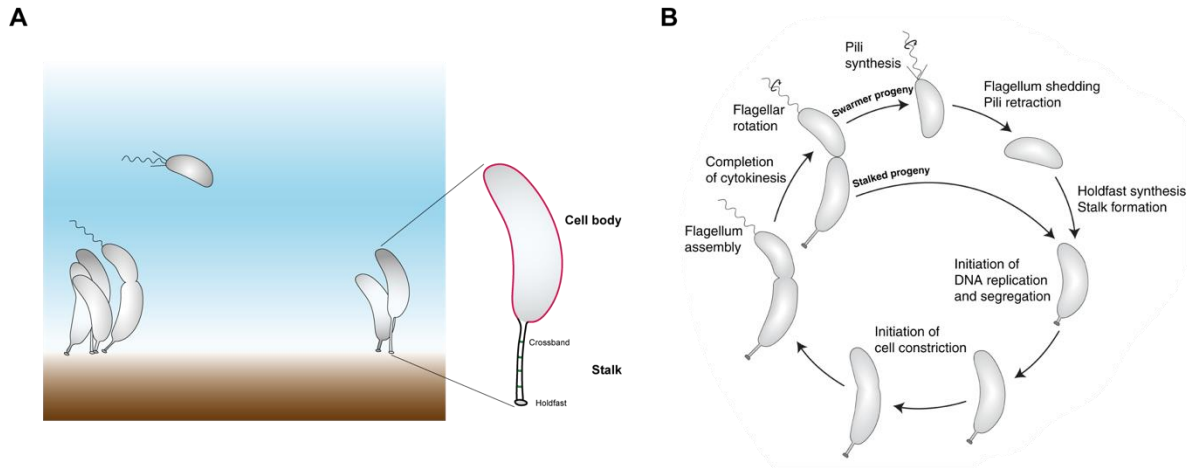 A
Cell body
Crossband
Stalk
Holdfast
B
Pili
synthesis
Flagellum shedding
Pili retraction
Swarmer progeny
Flagellar
rotation
Completion
of cytokinesis
Stalked progeny
Holdfast synthesis
Stalk formation
Flagellum
assembly
Initiation of
DNA replication
and segregation
Initiation of
cell constriction